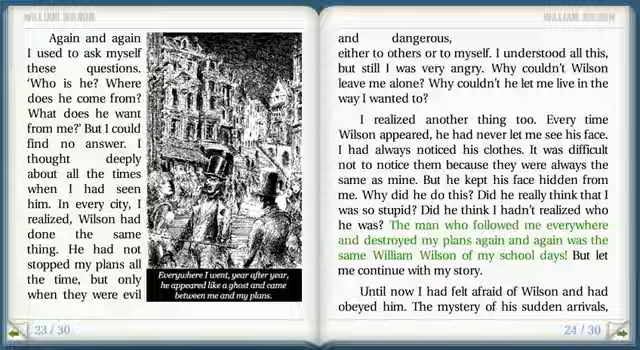 WILLIAM WILSON
Again and again
I used to ask myself
these questions.
'Who is he? Where
does he come from?
What does he want
from me?' But I could
find no answer. I
thought deeply
about all the times
when I had seen
him. In every city, I
realized, Wilson had
done the same
thing. He had not
stopped my plans all
the time, but only
when they were evil
Everywhere I went, year after year,
he appeared like a ghost and came
between me and my plans.
23 / 30
WILLIAM WILSON
and dangerous,
either to others or to myself. I understood all this,
but still I was very angry. Why couldn't Wilson
leave me alone? Why couldn't he let me live in the
way I wanted to?
I realized another thing too. Every time
Wilson appeared, he had never let me see his face.
I had always noticed his clothes. It was difficult
not to notice them because they were always the
same as mine. But he kept his face hidden from
me. Why did he do this? Did he really think that I
was so stupid? Did he think I hadn't realized who
he was? The man who followed me everywhere
and destroyed my plans again and again was the
same William Wilson of my school days! But let
me continue with my story.
Until now I had felt afraid of Wilson and had
obeyed him. The mystery of his sudden arrivals,
24 / 30